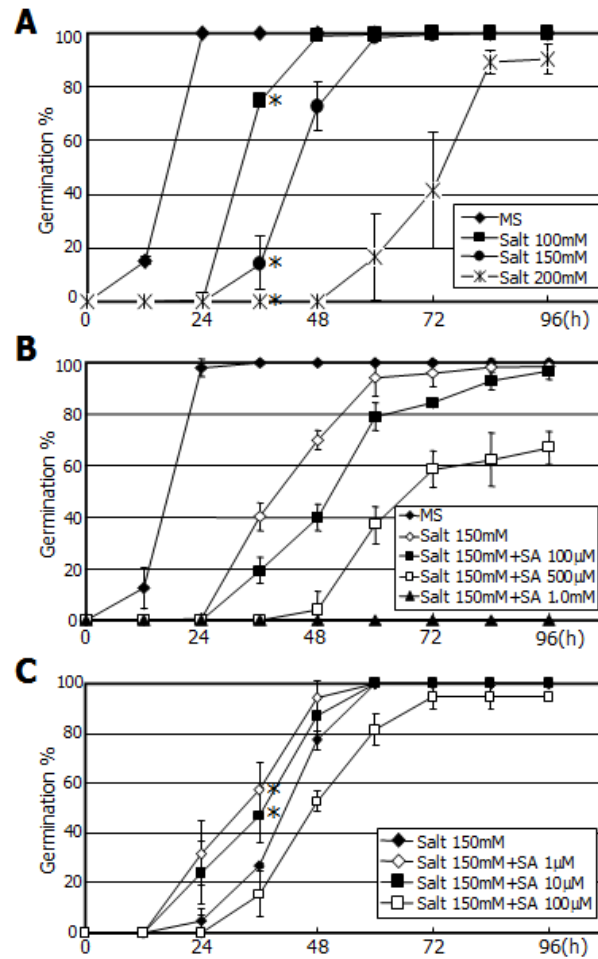 A
Germination %
100
80
60
40
20
0
0 24 48 72 96(h)
*
*
*
MS
Salt 100mM
Salt 150mM
Salt 200mM
B
Germination %
100
80
60
40
20
0
0 24 48 72 96(h)
MS
Salt 150mM
Salt 150mM+SA 100μM
Salt 150mM+SA 500μM
Salt 150mM+SA 1.0mM
C
Germination %
100
80
60
40
20
0
0 24 48 72 96(h)
*
*
Salt 150mM
Salt 150mM+SA 1μM
Salt 150mM+SA 10μM
Salt 150mM+SA 100μM